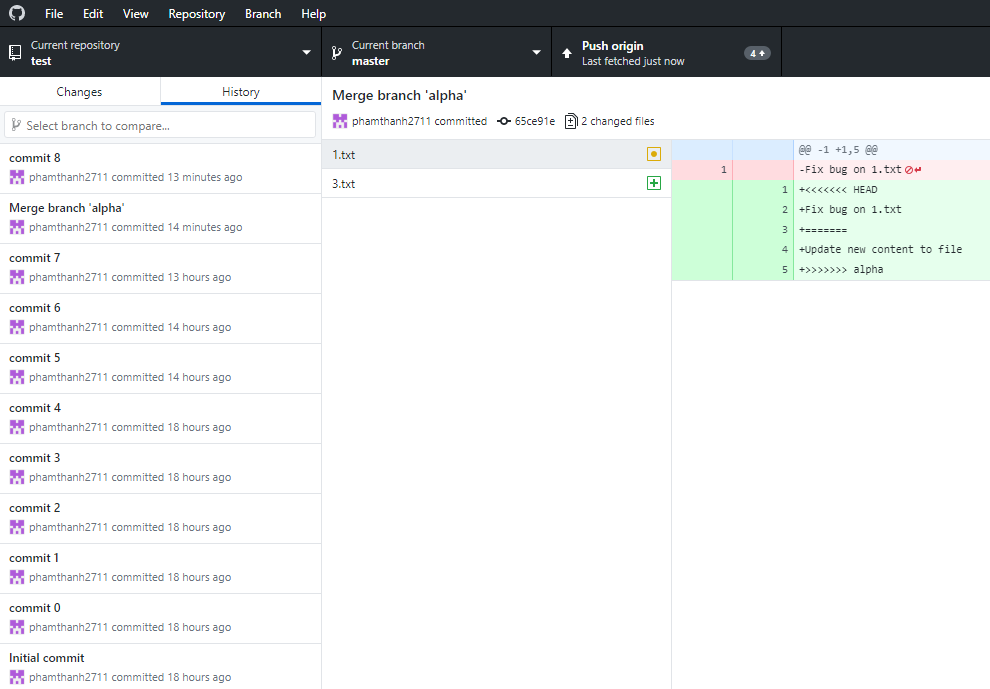 File Edit View Repository Branch Help
Current repository
test
Current branch
master
Push origin
Last fetched just now
4
Changes
History
Select branch to compare...
commit 8
phamthanh2711 committed 13 minutes ago
Merge branch 'alpha'
phamthanh2711 committed 14 minutes ago
commit 7
phamthanh2711 committed 13 hours ago
commit 6
phamthanh2711 committed 14 hours ago
commit 5
phamthanh2711 committed 14 hours ago
commit 4
phamthanh2711 committed 18 hours ago
commit 3
phamthanh2711 committed 18 hours ago
commit 2
phamthanh2711 committed 18 hours ago
commit 1
phamthanh2711 committed 18 hours ago
commit 0
phamthanh2711 committed 18 hours ago
Initial commit
phamthanh2711 committed 18 hours ago
Merge branch 'alpha'
phamthanh2711 committed 65ce91e 2 changed files
1.txt
3.txt
@@ -1 +1,5 @@
1 -Fix bug on 1.txt
1 +<<<<<<< HEAD
2 +Fix bug on 1.txt
3 +=======
4 +Update new content to file
5 +>>>>>>> alpha